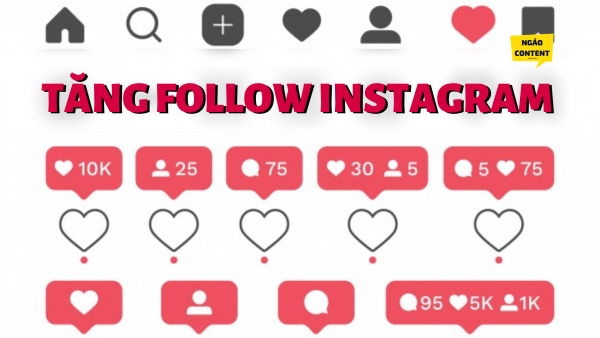 NGÁO
CONTENT
TĂNG FOLLOW INSTAGRAM
10K 25 75 30 5 5 75
95 5K 1K